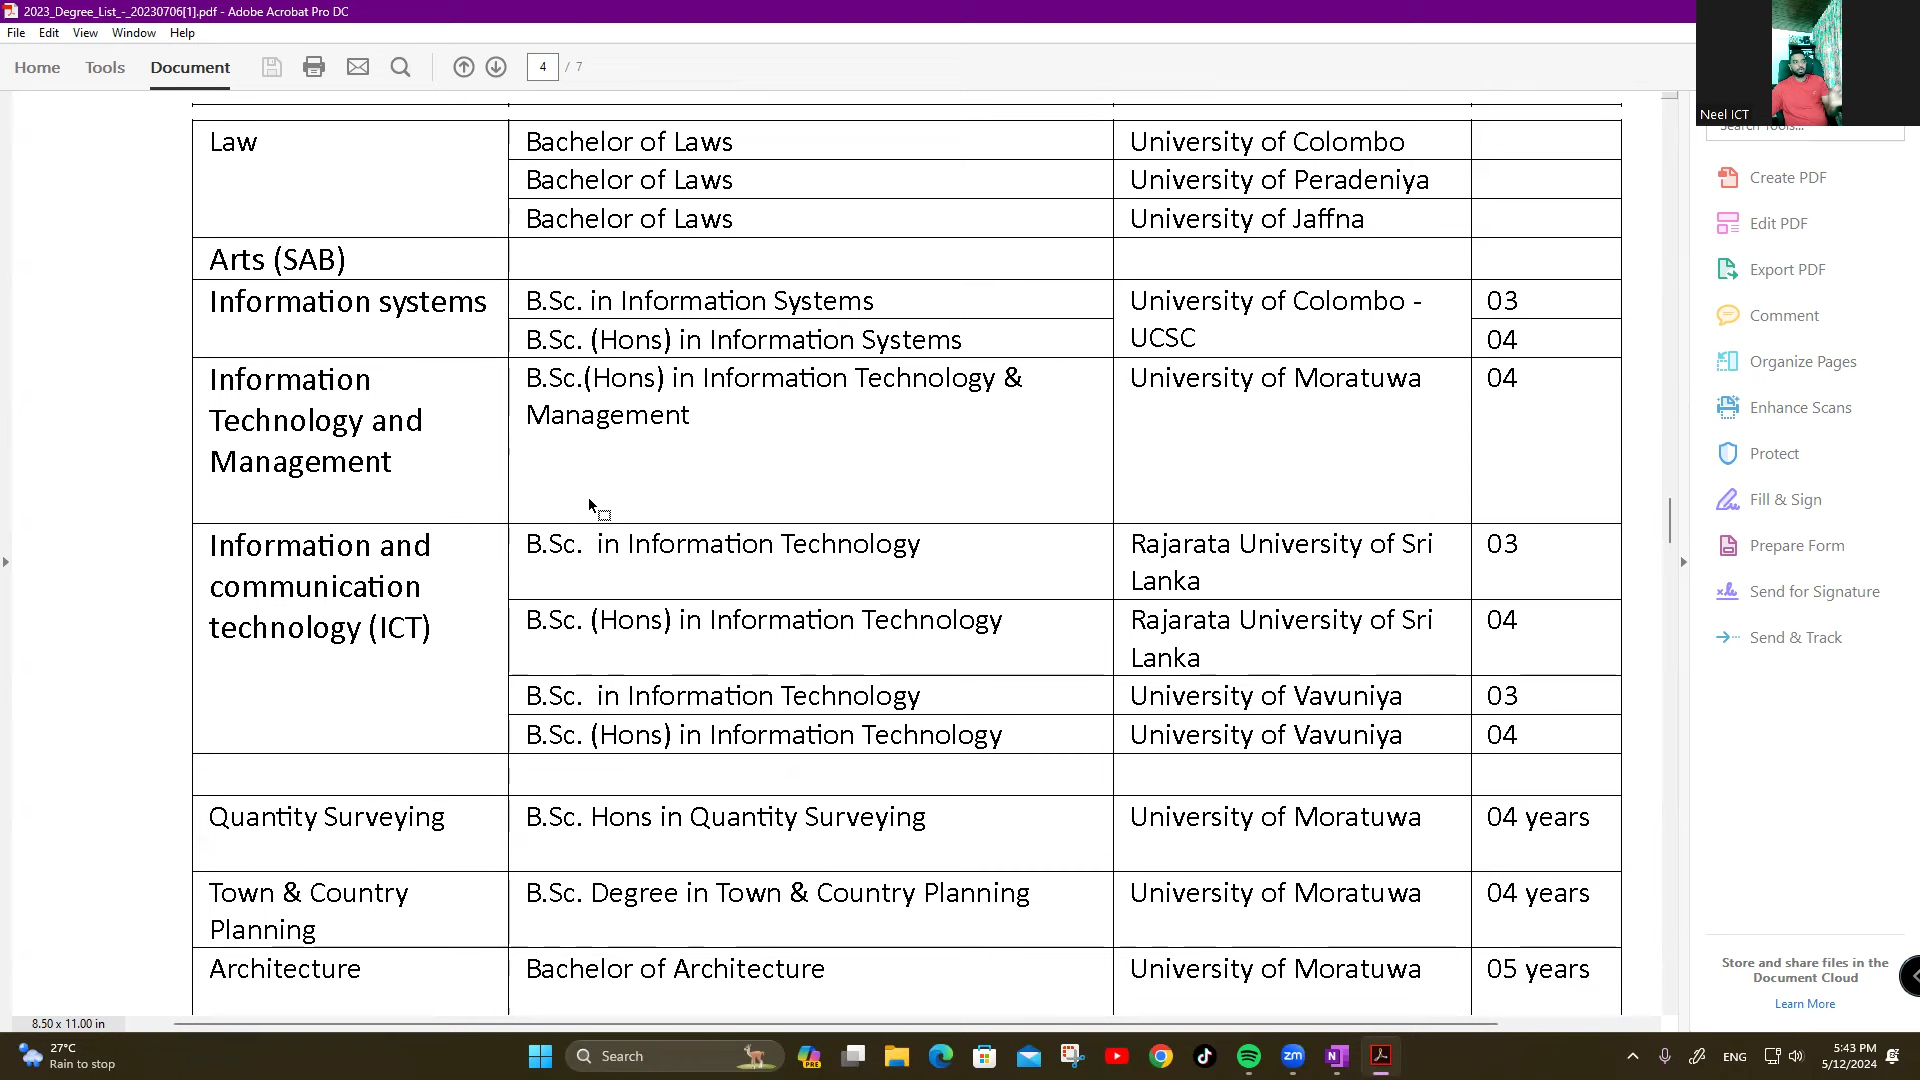 2023_Degree_List_-_20230706[1].pdf - Adobe Acrobat Pro DC
File Edit View Window Help
Home Tools Document 4 / 7
Neel ICT
Search Tools...
Law Bachelor of Laws University of Colombo
Bachelor of Laws University of Peradeniya
Bachelor of Laws University of Jaffna
Arts (SAB)
Information systems B.Sc. in Information Systems University of Colombo - 03
B.Sc. (Hons) in Information Systems UCSC 04
Information B.Sc.(Hons) in Information Technology & University of Moratuwa 04
Technology and Management
Management
Information and B.Sc. in Information Technology Rajarata University of Sri 03
communication Lanka
technology (ICT) B.Sc. (Hons) in Information Technology Rajarata University of Sri 04
Lanka
B.Sc. in Information Technology University of Vavuniya 03
B.Sc. (Hons) in Information Technology University of Vavuniya 04
Quantity Surveying B.Sc. Hons in Quantity Surveying University of Moratuwa 04 years
Town & Country B.Sc. Degree in Town & Country Planning University of Moratuwa 04 years
Planning
Architecture Bachelor of Architecture University of Moratuwa 05 years
Create PDF
Edit PDF
Export PDF
Comment
Organize Pages
Enhance Scans
Protect
Fill & Sign
Prepare Form
Send for Signature
Send & Track
Store and share files in the
Document Cloud
Learn More
8.50 x 11.00 in
27°C
Rain to stop
Search
PRE
zm
N
ENG
5:43 PM
5/12/2024